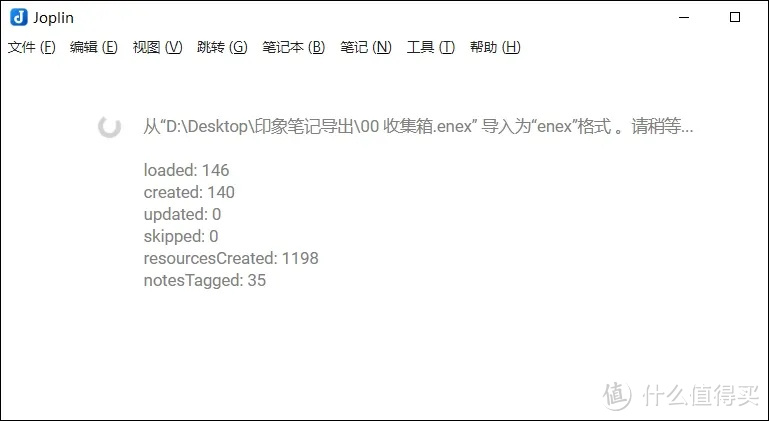 Joplin
文件 (F) 编辑 (E) 视图 (V) 跳转 (G) 笔记本 (B) 笔记 (N) 工具 (T) 帮助 (H)
从“D:\Desktop\印象笔记导出\00 收集箱.enex” 导入为“enex”格式 。请稍等...
loaded: 146
created: 140
updated: 0
skipped: 0
resourcesCreated: 1198
notesTagged: 35
值 什么值得买